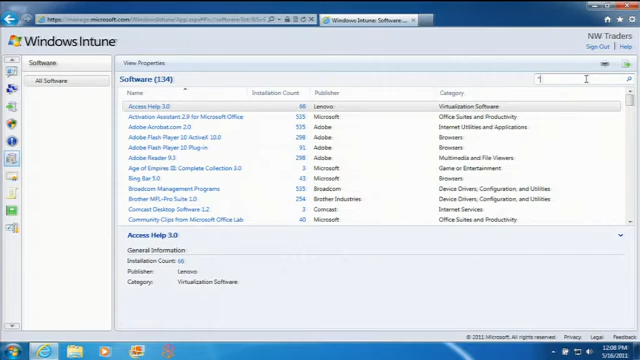 https://manage.microsoft.com/WindowsIntune/App.aspx
Windows Intune: Software ...
Windows Intune
NW Traders
Sign Out | Help
Software
All Software
View Properties
Software (134)
Name Installation Count Publisher Category
Access Help 3.0 66 Lenovo Virtualization Software
Activation Assistant 2.9 for Microsoft Office 535 Microsoft Office Suites and Productivity
Adobe Acrobat.com 2.0 535 Adobe Internet Utilities and Applications
Adobe Flash Player 10 ActiveX 10.0 535 Adobe Browsers
Adobe Flash Player 10 Plug-in 91 Adobe Browsers
Adobe Reader 9.3 535 Adobe Multimedia and File Viewers
Age of Empires III: Complete Collection 3.0 3 Microsoft Game or Entertainment
Bing Bar 5.0 43 Microsoft Browsers
Broadcom Management Programs 535 Broadcom Device Drivers, Configuration, and Utilities
Brother MFL-Pro Suite 1.0 254 Brother Industries Device Drivers, Configuration, and Utilities
Comcast Desktop Software 1.2 3 Comcast Internet Services
Community Clips from Microsoft Office Lab 40 Microsoft Office Suites and Productivity
Access Help 3.0
General Information
Installation Count: 66
Publisher: Lenovo
Category: Virtualization Software
© 2011 Microsoft. All rights reserved. | Privacy Legal Feedback
12:08 PM
5/16/2011